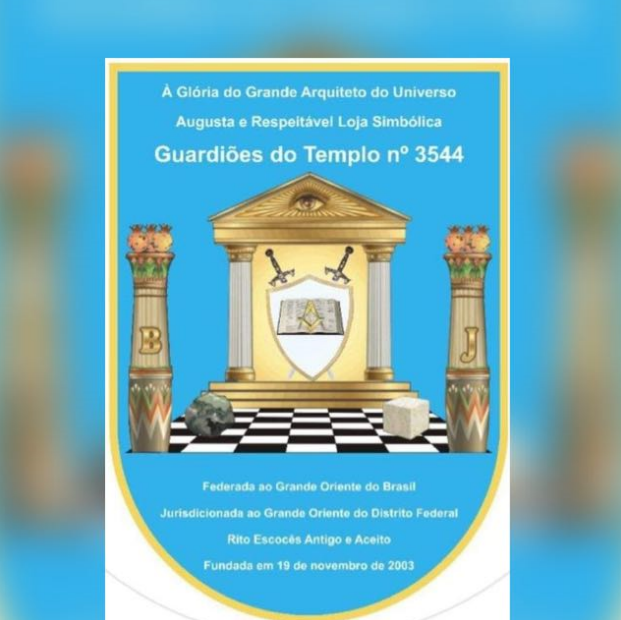 À Glória do Grande Arquiteto do Universo
Augusta e Respeitável Loja Simbólica
Guardiões do Templo nº 3544
B
J
Federada ao Grande Oriente do Brasil
Jurisdicionada ao Grande Oriente do Distrito Federal
Rito Escocês Antigo e Aceito
Fundada em 19 de novembro de 2003